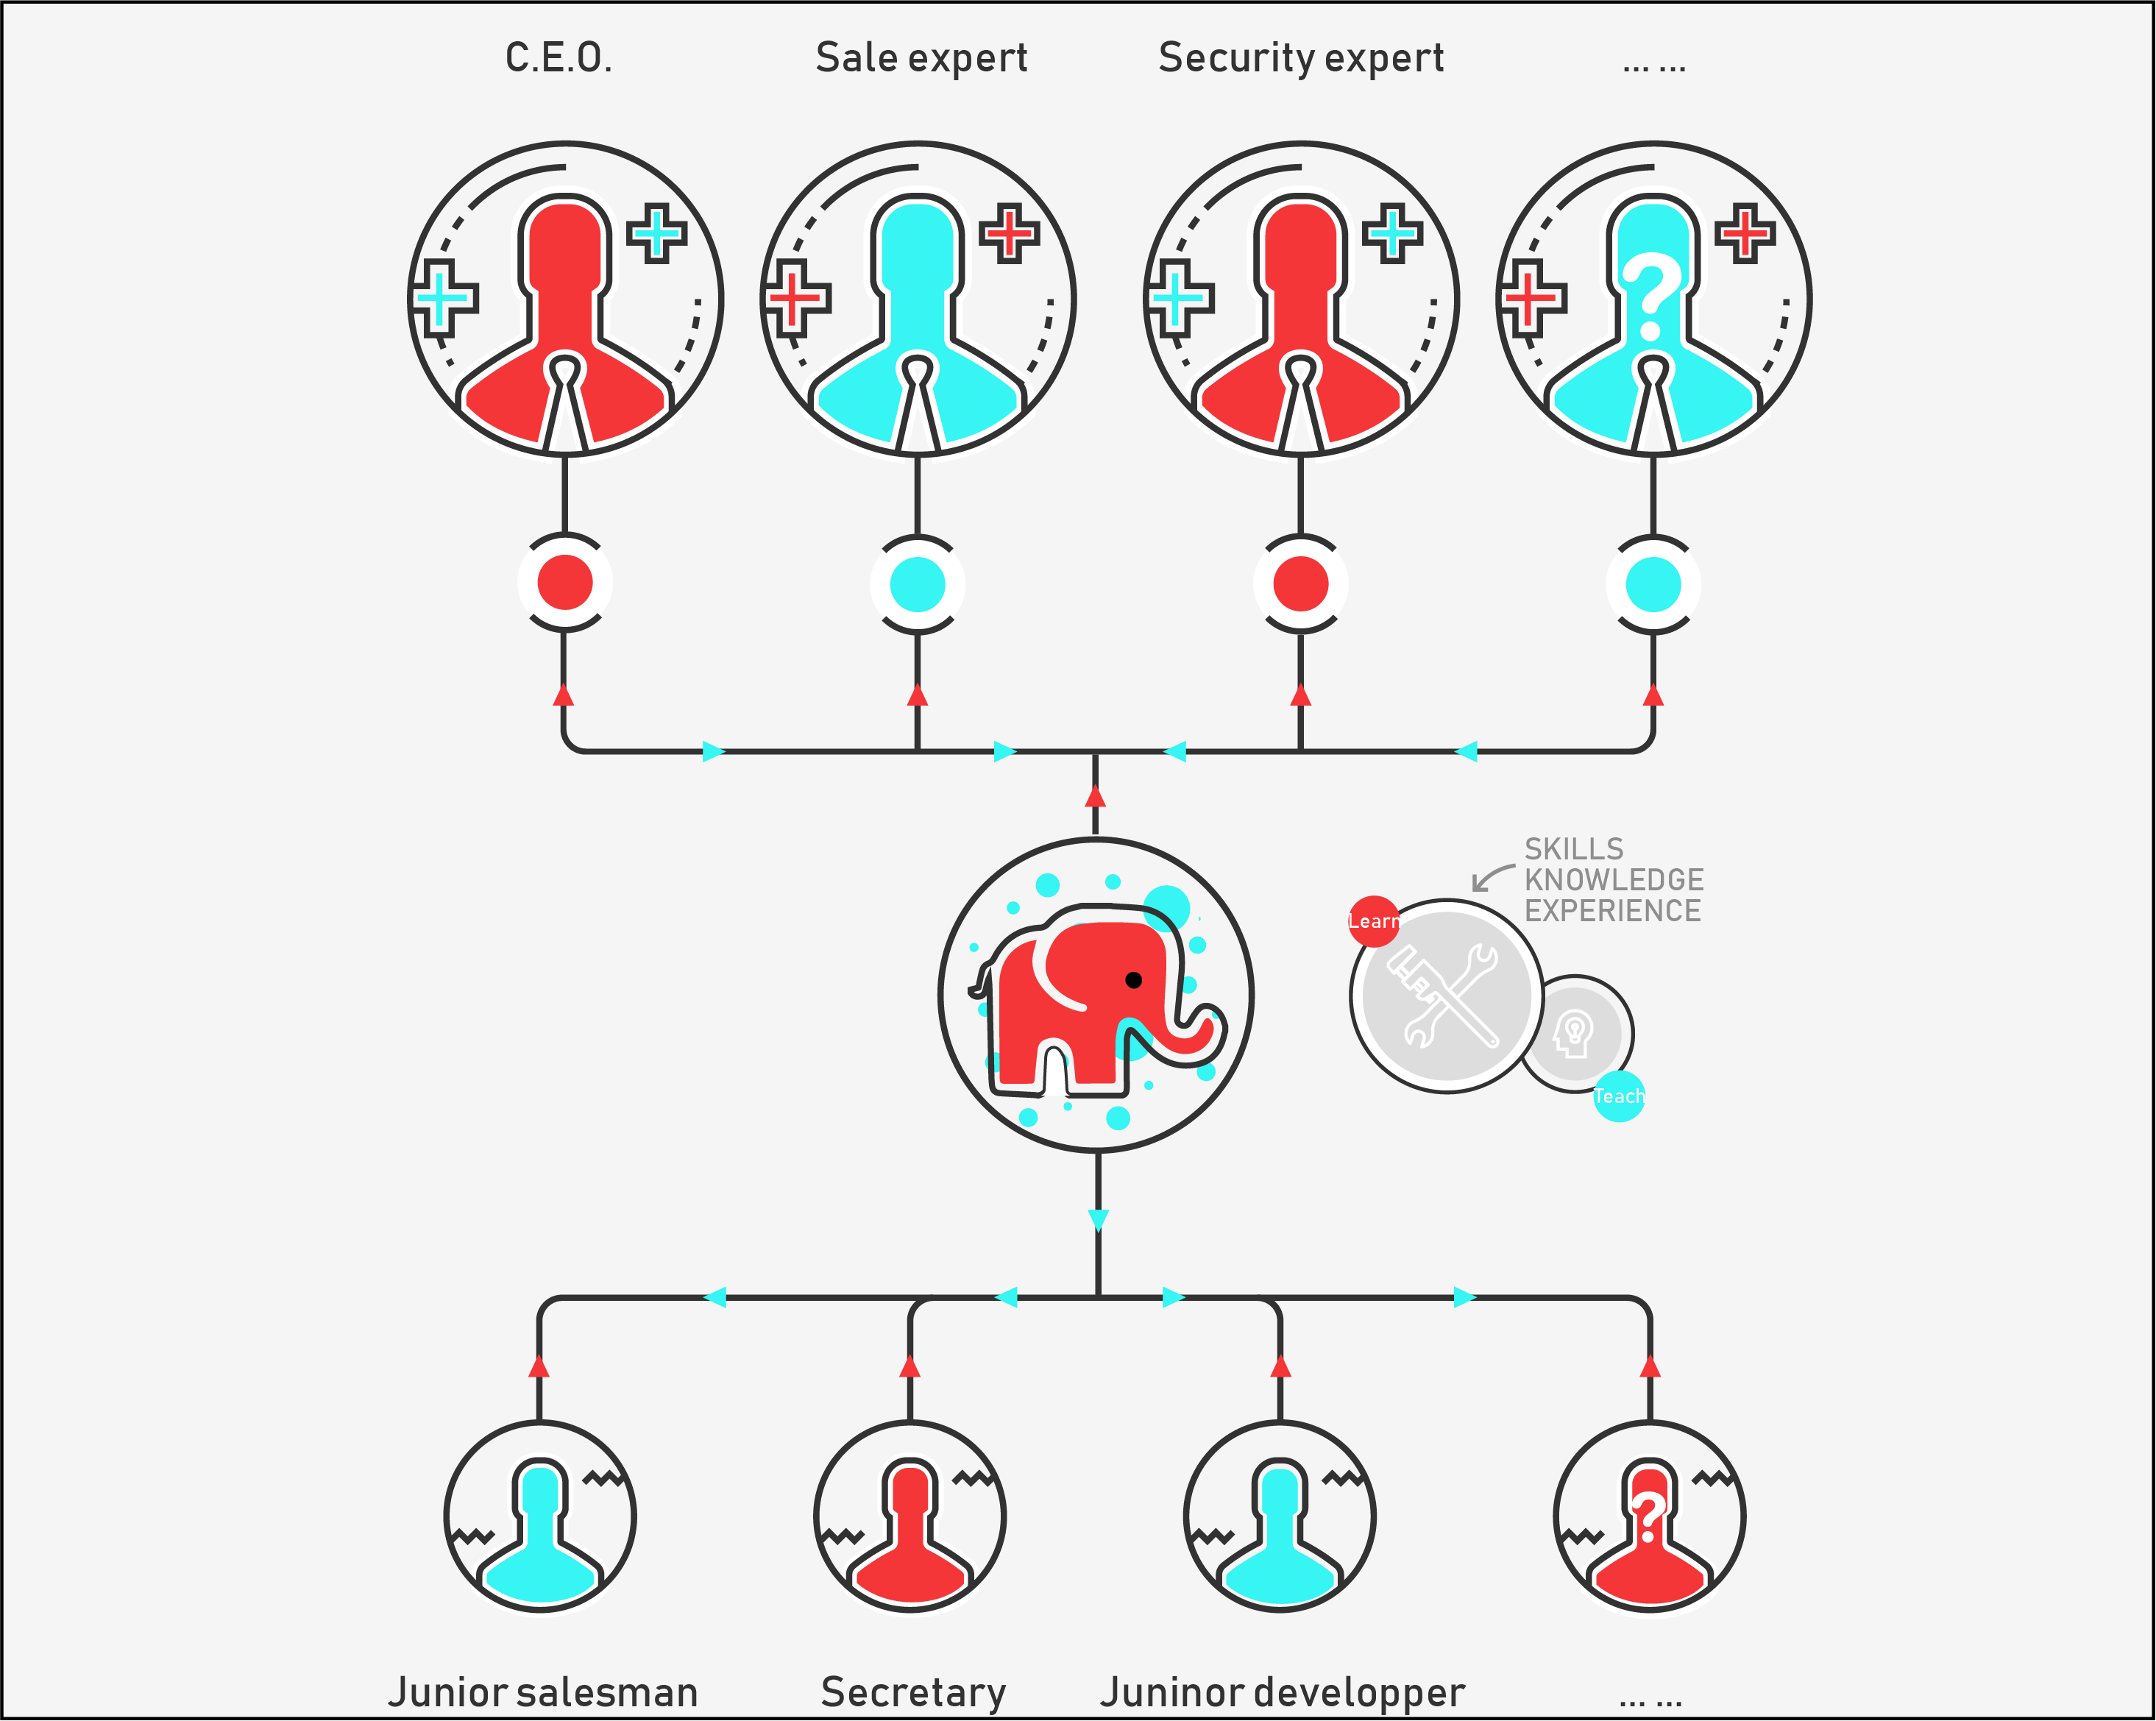 C.E.O.
Sale expert
Security expert
... ...
?
SKILLS
KNOWLEDGE
EXPERIENCE
Learn
Teach
?
Junior salesman
Secretary
Juninor developper
... ...